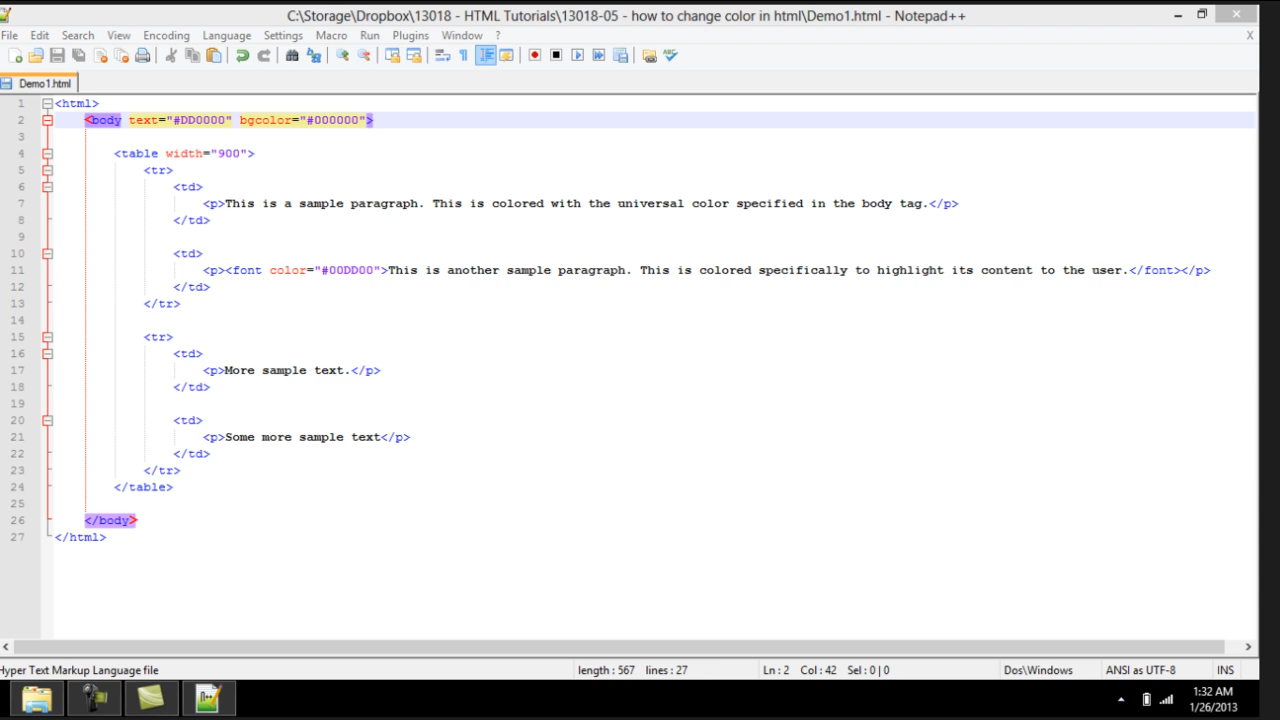 C:\Storage\Dropbox\13018 - HTML Tutorials\13018-05 - how to change color in html\Demo1.html - Notepad++
File Edit Search View Encoding Language Settings Macro Run Plugins Window ? X
Demo1.html
1 <html>
2 <body text="#DD0000" bgcolor="#000000">
3
4 <table width="900">
5 <tr>
6 <td>
7 <p>This is a sample paragraph. This is colored with the universal color specified in the body tag.</p>
8 </td>
9
10 <td>
11 <p><font color="#00DD00">This is another sample paragraph. This is colored specifically to highlight its content to the user.</font></p>
12 </td>
13 </tr>
14
15 <tr>
16 <td>
17 <p>More sample text.</p>
18 </td>
19
20 <td>
21 <p>Some more sample text</p>
22 </td>
23 </tr>
24 </table>
25
26 </body>
27 </html>
Hyper Text Markup Language file length : 567 lines : 27 Ln : 2 Col : 42 Sel : 0 | 0 Dos\Windows ANSI as UTF-8 INS
1:32 AM
1/26/2013